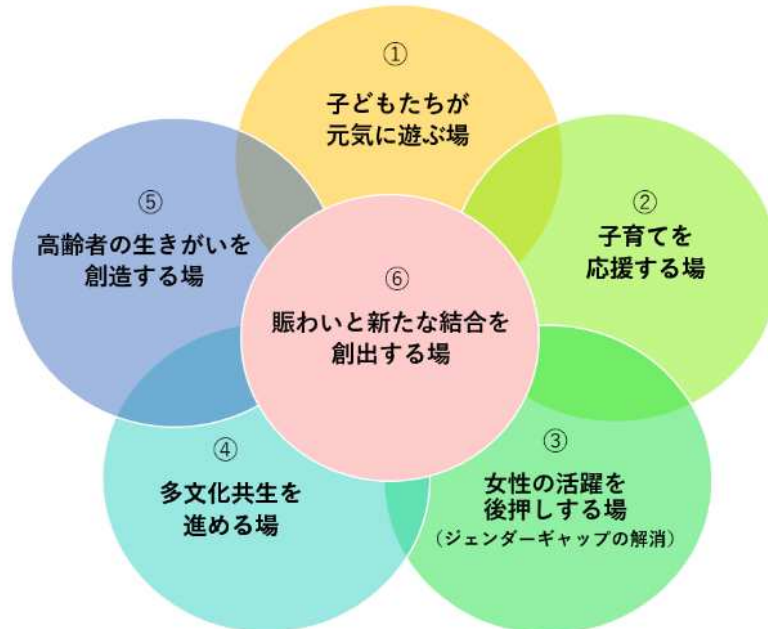 ①
子どもたちが
元気に遊ぶ場
②
子育てを
応援する場
③
女性の活躍を
後押しする場
（ジェンダーギャップの解消）
④
多文化共生を
進める場
⑤
高齢者の生きがいを
創造する場
⑥
賑わいと新たな結合を
創出する場